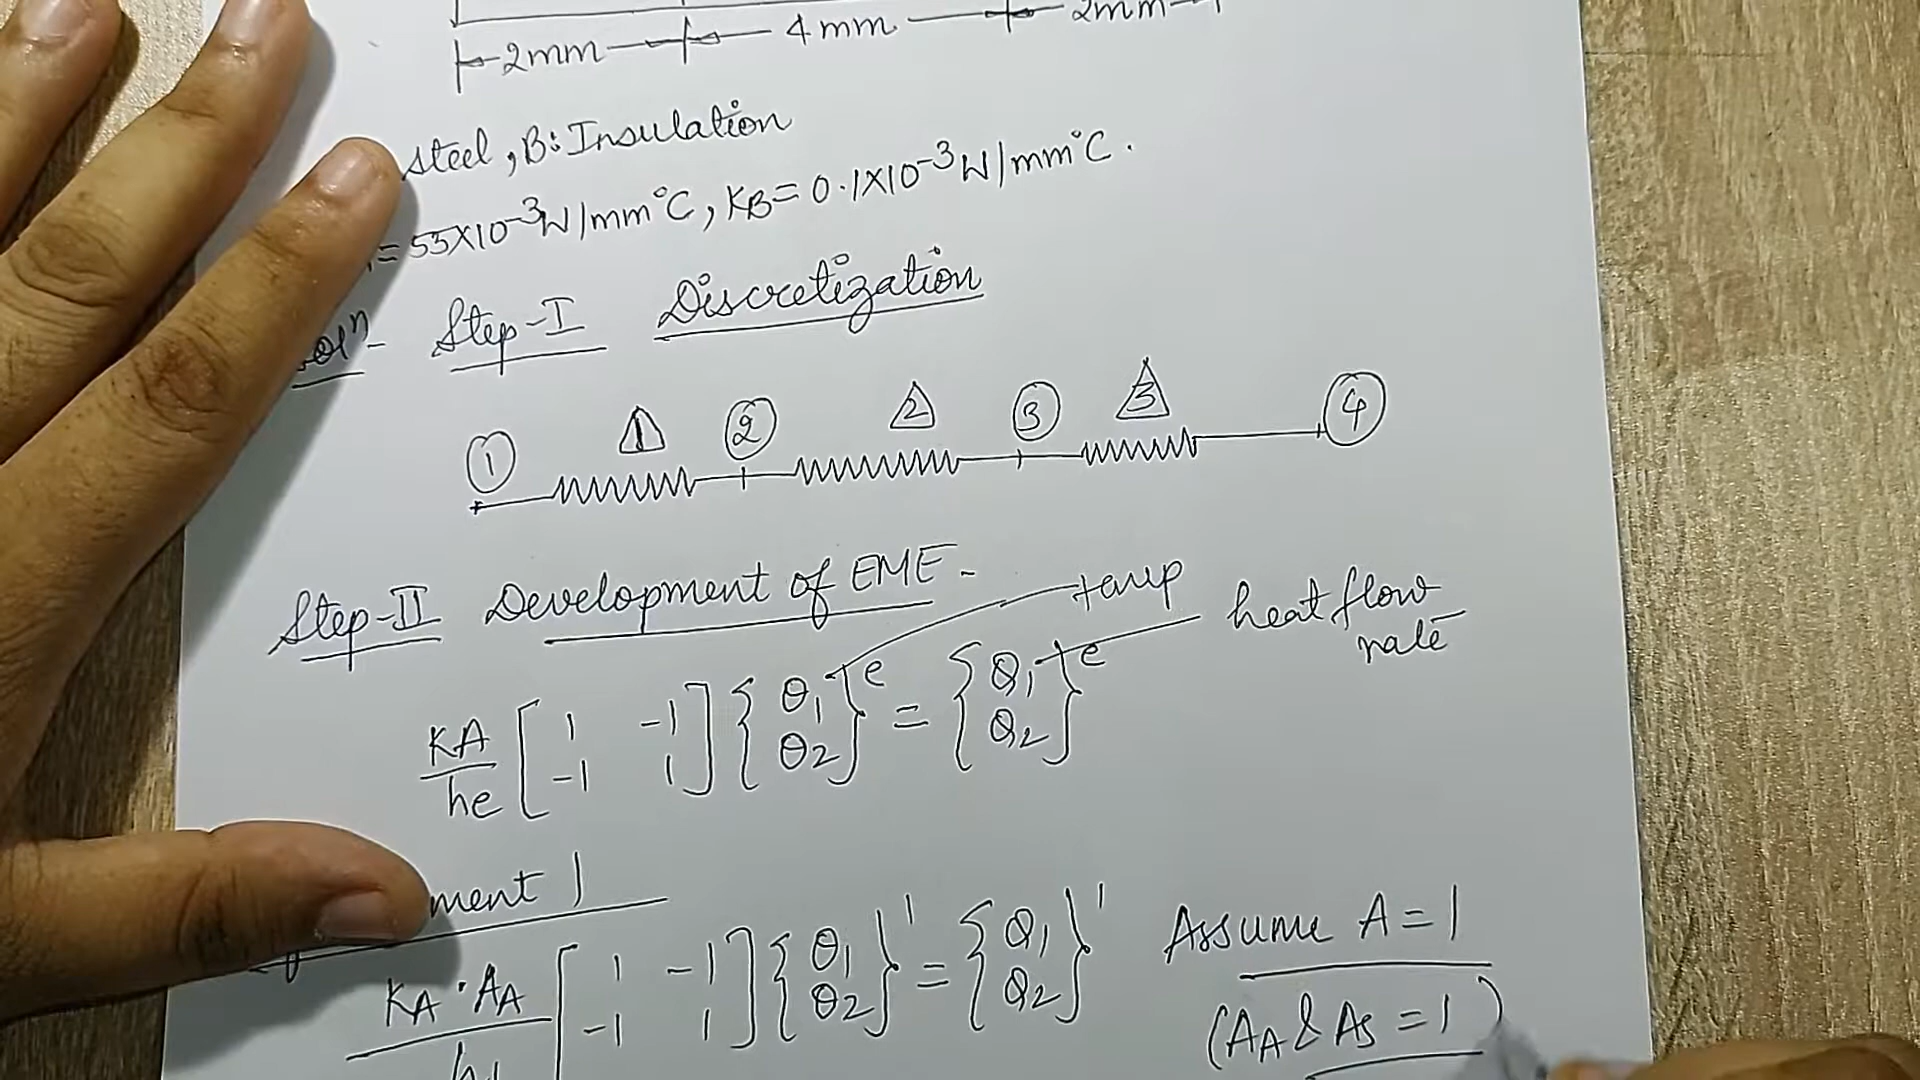 2mm 4mm 2mm
steel, B: Insulation
= 53×10⁻³W/mm°C, KB = 0.1×10⁻³W/mm°C.
Solⁿ- Step-I Discretization
1 1 2 2 3 3 4
Step-II Development of EME -
temp heat flow rate
KA/he [1 -1; -1 1] {θ1; θ2}ᵉ = {Q1; Q2}ᵉ
ment 1
KA·AA [1 -1; -1 1] {θ1; θ2}¹ = {Q1; Q2}¹ Assume A=1
(AA & As = 1)